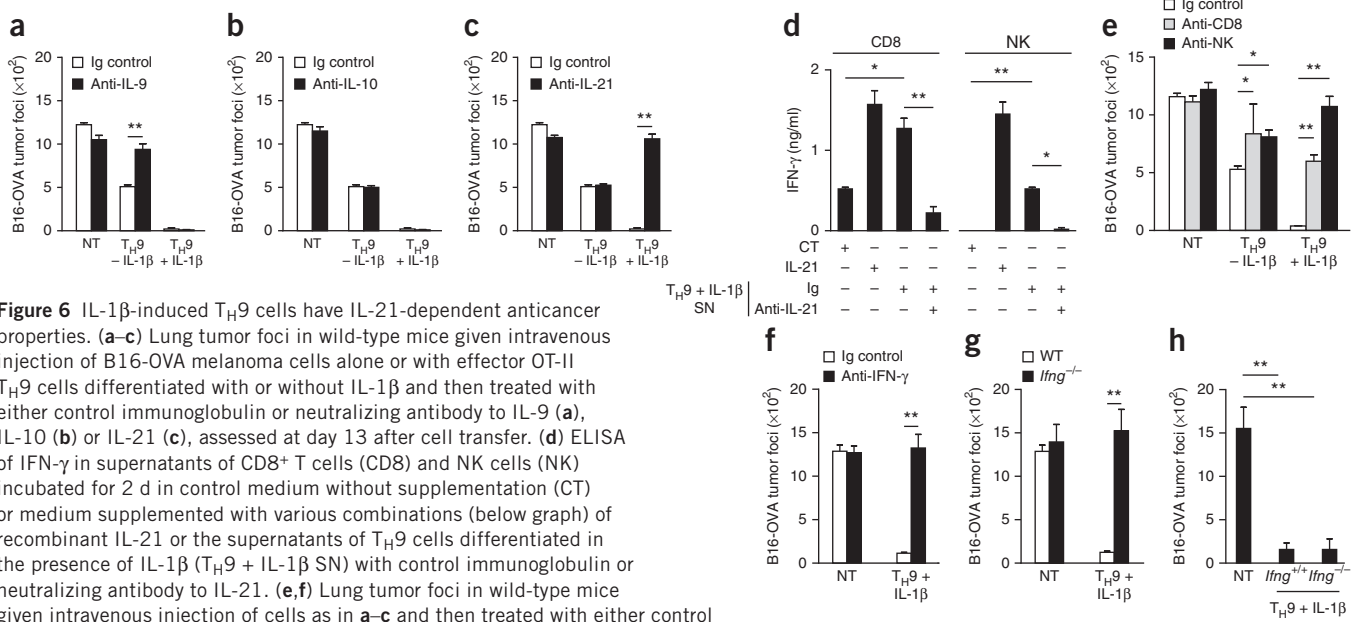 a
Ig control
Anti-IL-9
B16-OVA tumor foci (×10²)
20
15
10
5
0
**
NT
TH9 – IL-1β
TH9 + IL-1β
b
Ig control
Anti-IL-10
B16-OVA tumor foci (×10²)
20
15
10
5
0
NT
TH9 – IL-1β
TH9 + IL-1β
c
Ig control
Anti-IL-21
B16-OVA tumor foci (×10²)
20
15
10
5
0
**
NT
TH9 – IL-1β
TH9 + IL-1β
d
CD8
NK
IFN-γ (ng/ml)
2
1
0
*
**
**
*
CT + – – – + – – –
IL-21 – + – – – + – –
TH9 + IL-1β SN
Ig – – + – – – + –
Anti-IL-21 – – – + – – – +
e
Ig control
Anti-CD8
Anti-NK
B16-OVA tumor foci (×10²)
15
10
5
0
*
*
**
**
NT
TH9 – IL-1β
TH9 + IL-1β
Figure 6 IL-1β-induced TH9 cells have IL-21-dependent anticancer
properties. (a–c) Lung tumor foci in wild-type mice given intravenous
injection of B16-OVA melanoma cells alone or with effector OT-II
TH9 cells differentiated with or without IL-1β and then treated with
either control immunoglobulin or neutralizing antibody to IL-9 (a),
IL-10 (b) or IL-21 (c), assessed at day 13 after cell transfer. (d) ELISA
of IFN-γ in supernatants of CD8+ T cells (CD8) and NK cells (NK)
incubated for 2 d in control medium without supplementation (CT)
or medium supplemented with various combinations (below graph) of
recombinant IL-21 or the supernatants of TH9 cells differentiated in
the presence of IL-1β (TH9 + IL-1β SN) with control immunoglobulin or
neutralizing antibody to IL-21. (e,f) Lung tumor foci in wild-type mice
given intravenous injection of cells as in a–c and then treated with either control
f
Ig control
Anti-IFN-γ
B16-OVA tumor foci (×10²)
20
15
10
5
0
**
NT
TH9 + IL-1β
g
WT
Ifng–/–
B16-OVA tumor foci (×10²)
20
15
10
5
0
**
NT
TH9 + IL-1β
h
B16-OVA tumor foci (×10²)
20
15
10
5
0
**
**
NT
Ifng+/+ Ifng–/–
TH9 + IL-1β